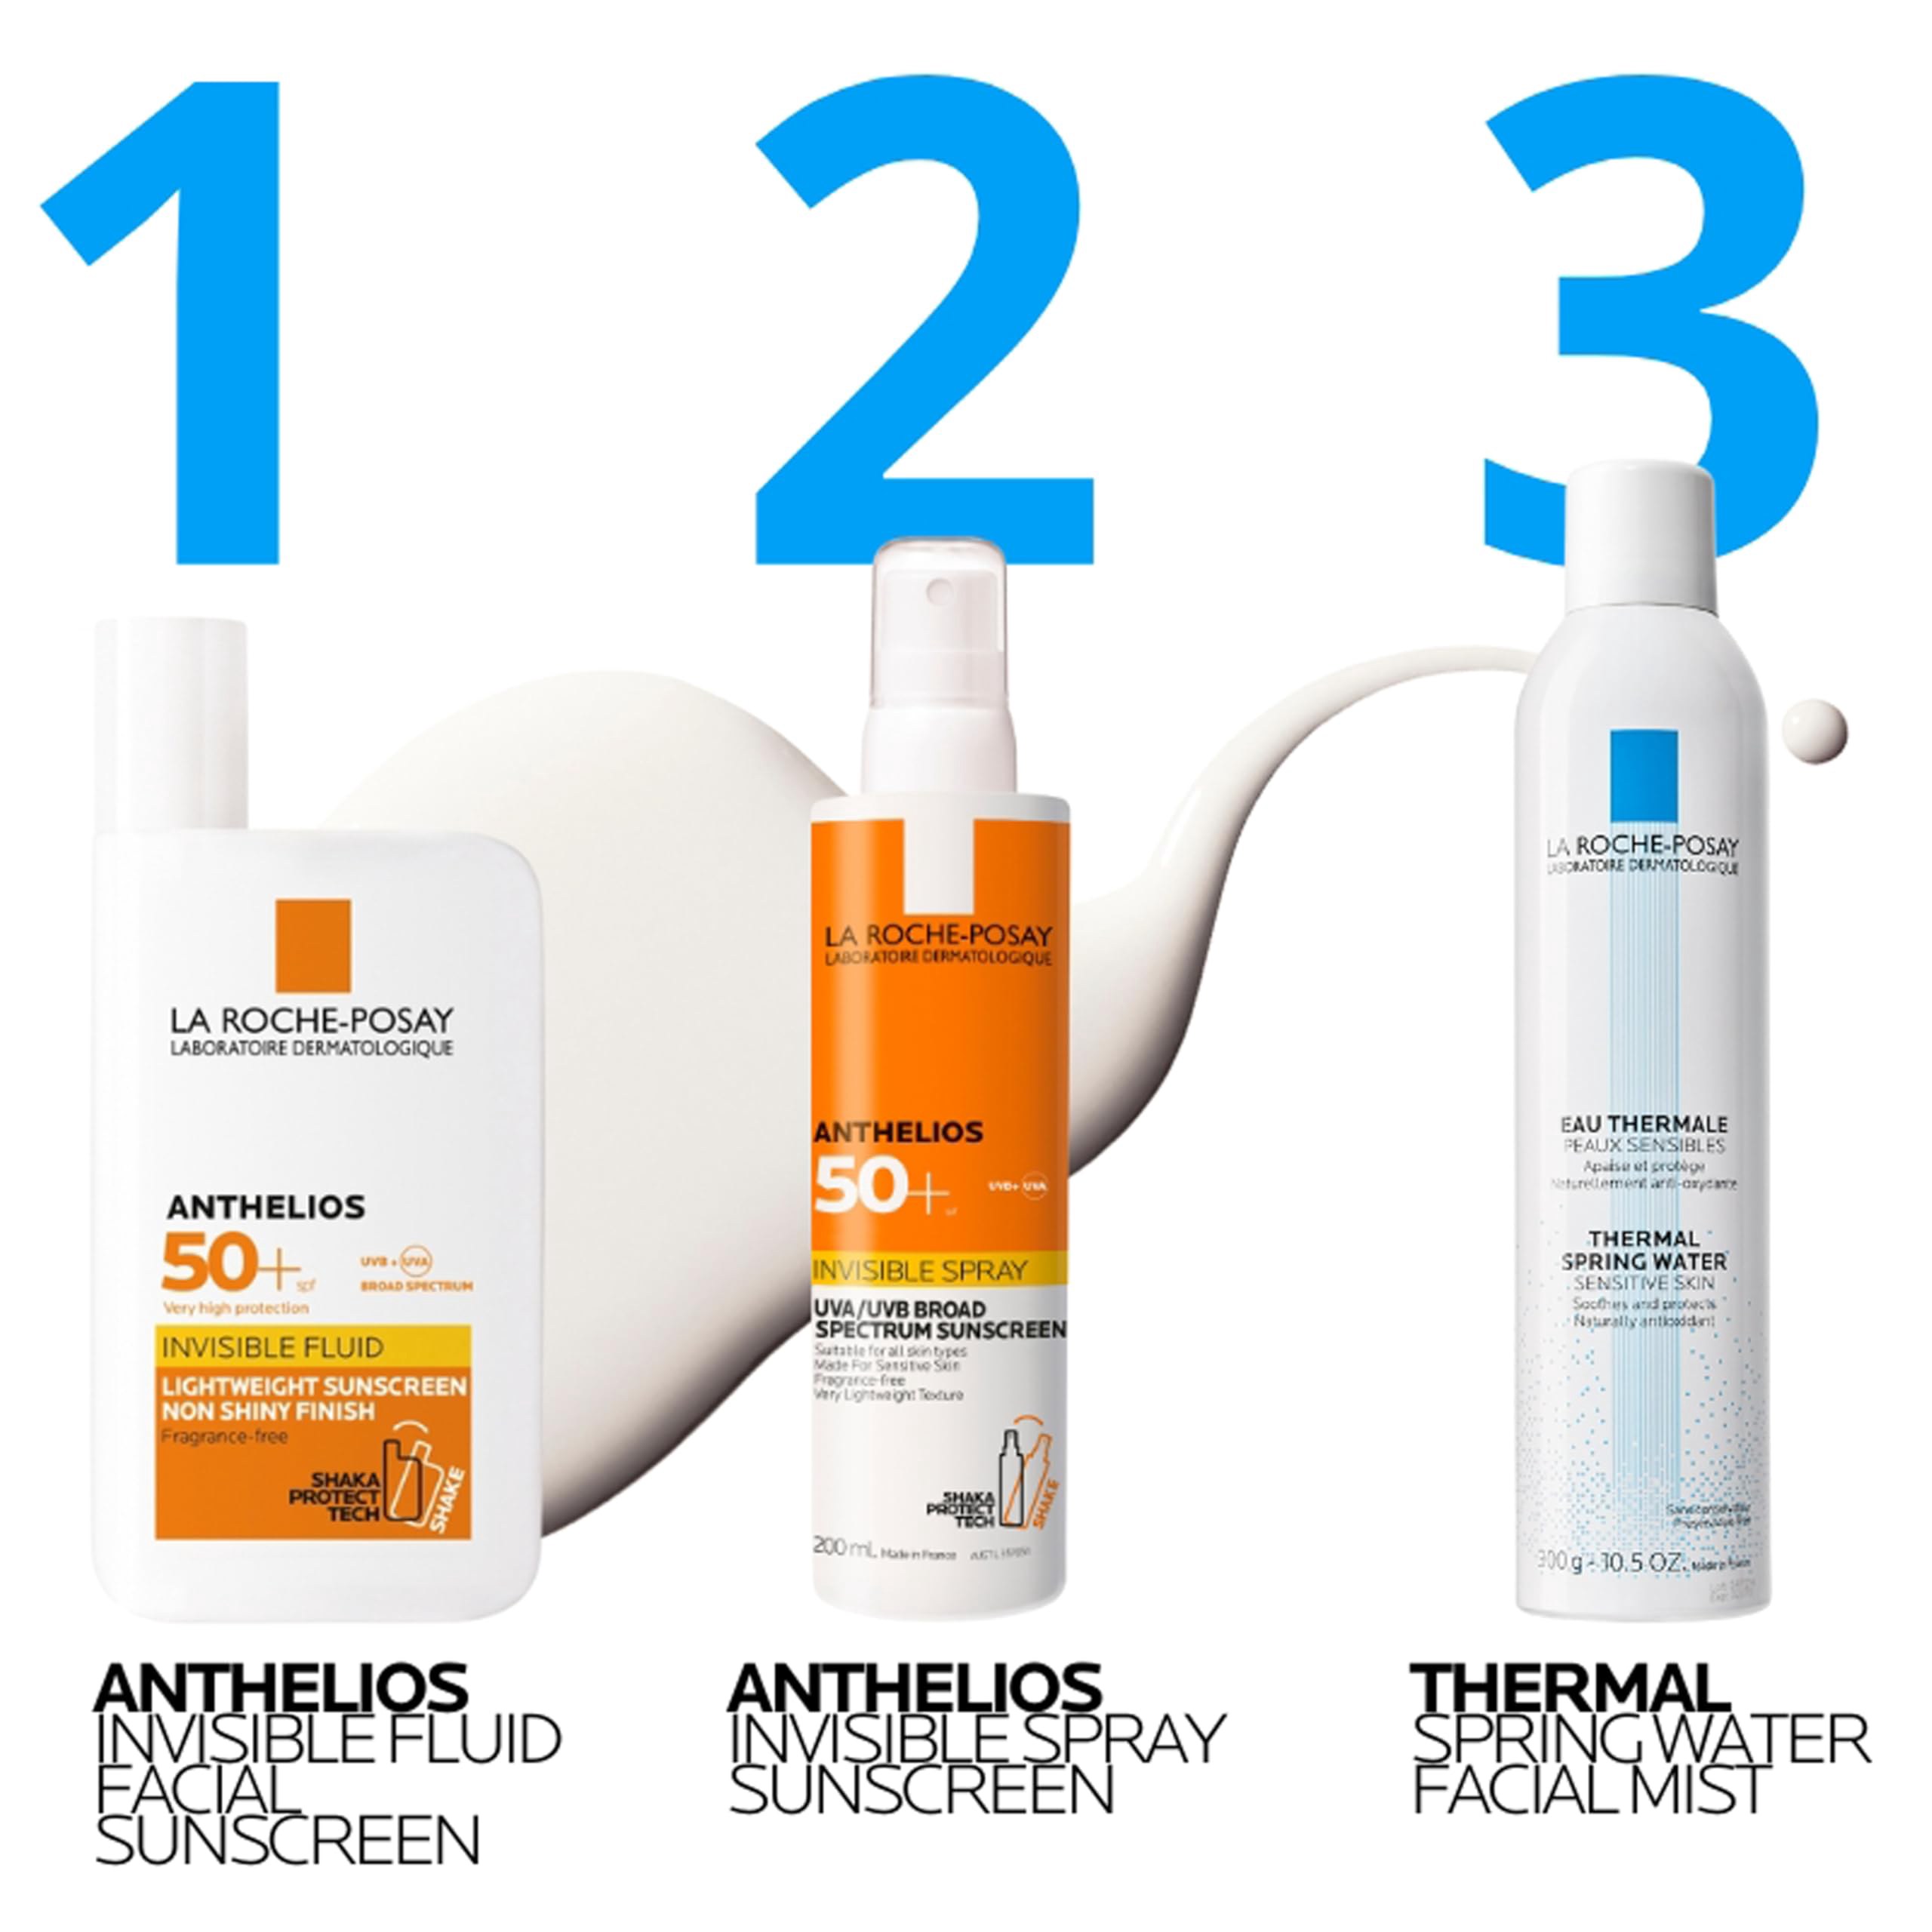 1
2
3
LA ROCHE-POSAY
LABORATOIRE DERMATOLOGIQUE
ANTHELIOS
50+ spf
UVB + UVA
BROAD SPECTRUM
Very high protection
INVISIBLE FLUID
LIGHTWEIGHT SUNSCREEN
NON SHINY FINISH
Fragrance-free
SHAKA
PROTECT
TECH
SHAKE
ANTHELIOS
INVISIBLE FLUID
FACIAL
SUNSCREEN
LA ROCHE-POSAY
LABORATOIRE DERMATOLOGIQUE
ANTHELIOS
50+
UVB+ UVA
INVISIBLE SPRAY
UVA/UVB BROAD
SPECTRUM SUNSCREEN
Suitable for all skin types
Made For Sensitive Skin
Fragrance-free
Very Lightweight Texture
SHAKA
PROTECT
TECH
SHAKE
200 mL Made in France
ANTHELIOS
INVISIBLE SPRAY
SUNSCREEN
LA ROCHE-POSAY
LABORATOIRE DERMATOLOGIQUE
EAU THERMALE
PEAUX SENSIBLES
Apaise et protège
Naturellement anti-oxydante
THERMAL
SPRING WATER
SENSITIVE SKIN
Soothes and protects
Naturally antioxidant
300 g - 10.5 OZ.
THERMAL
SPRING WATER
FACIAL MIST